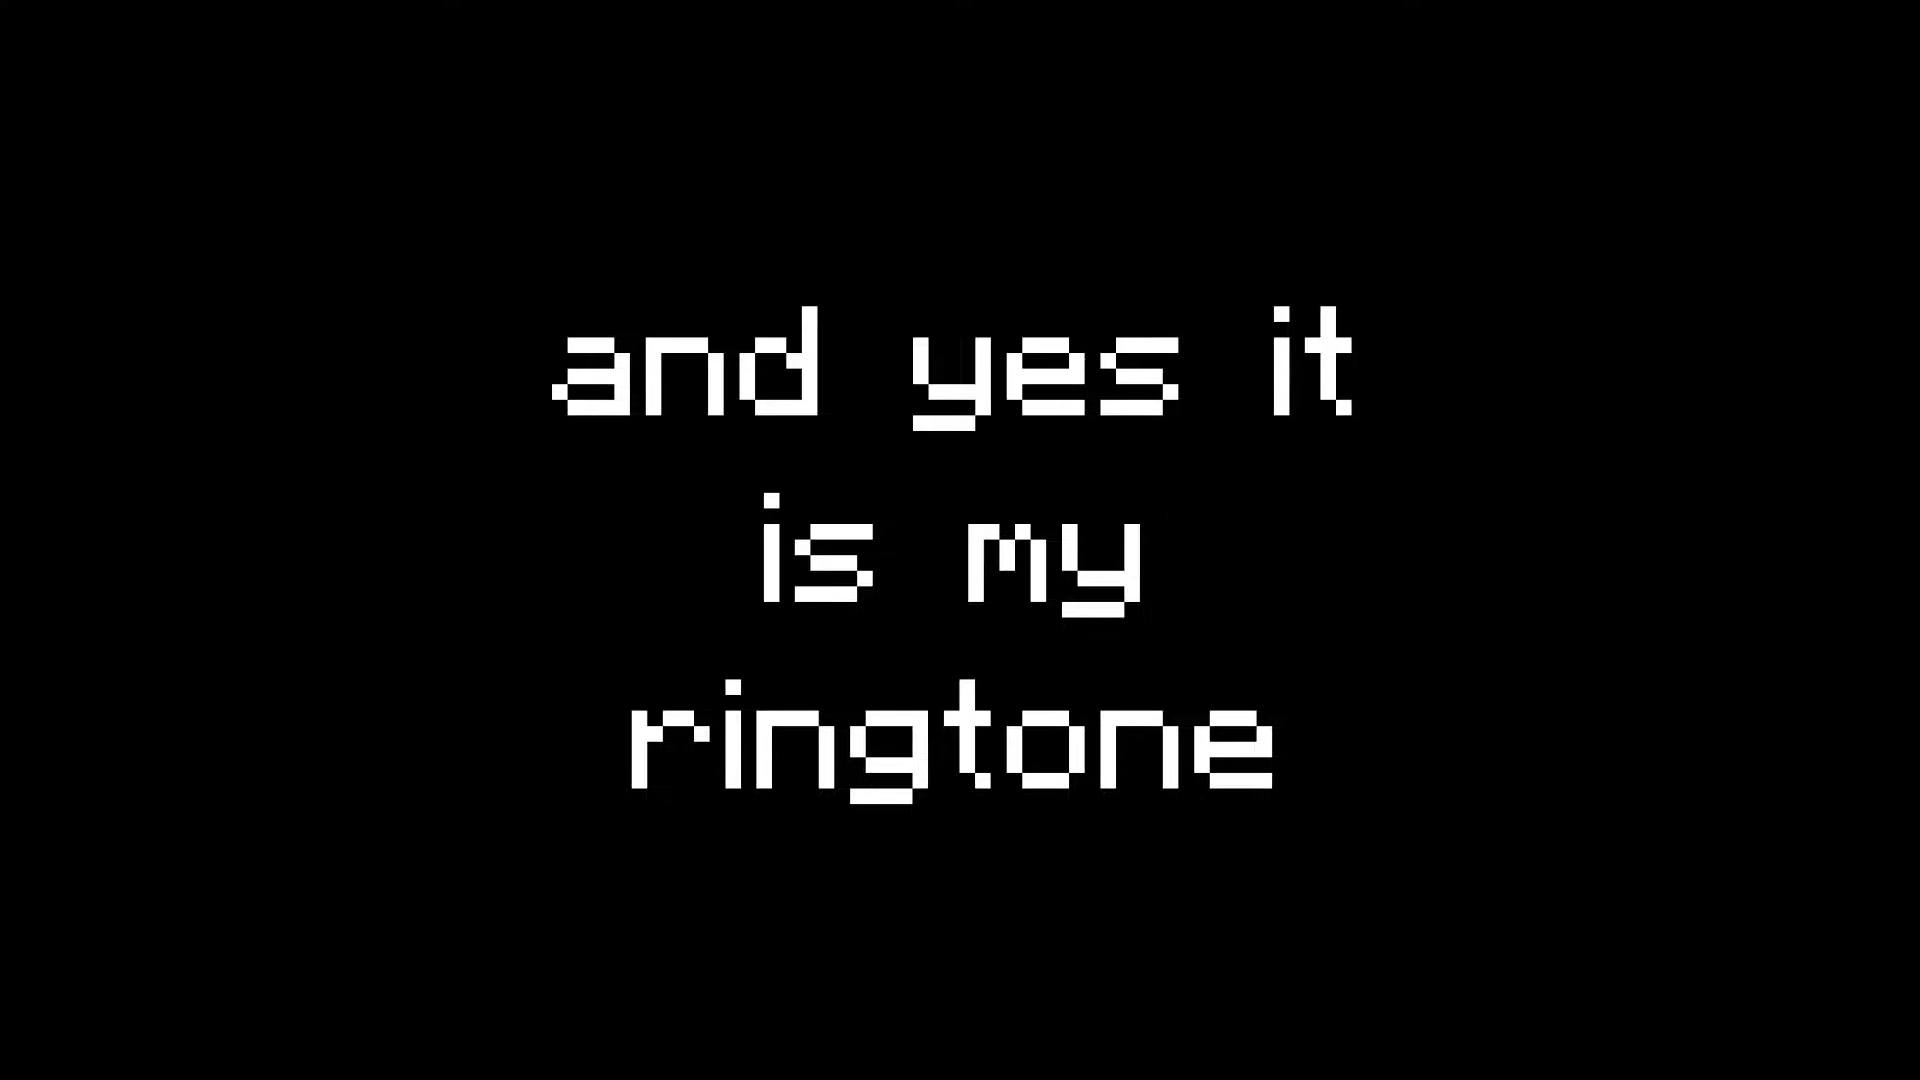 and yes it
is my
ringtone